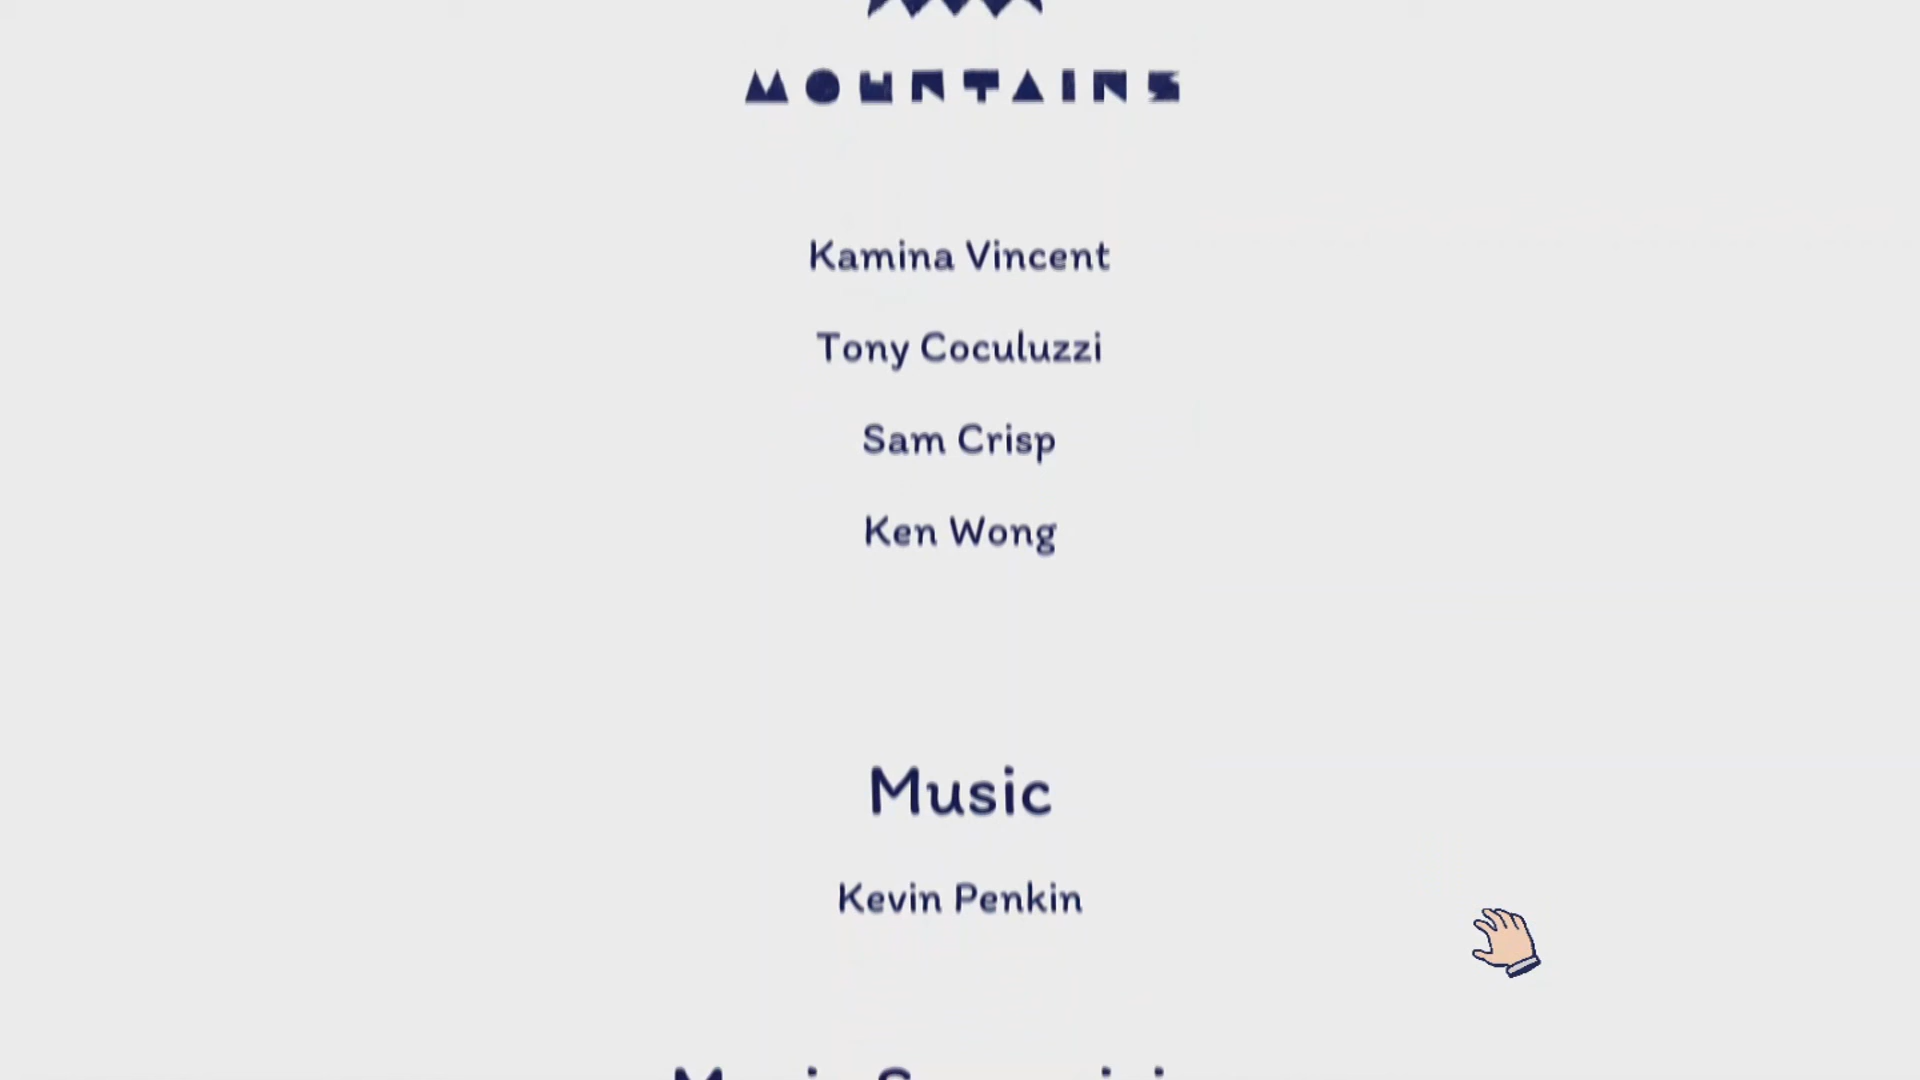 MOUNTAINS
Kamina Vincent
Tony Coculuzzi
Sam Crisp
Ken Wong
Music
Kevin Penkin